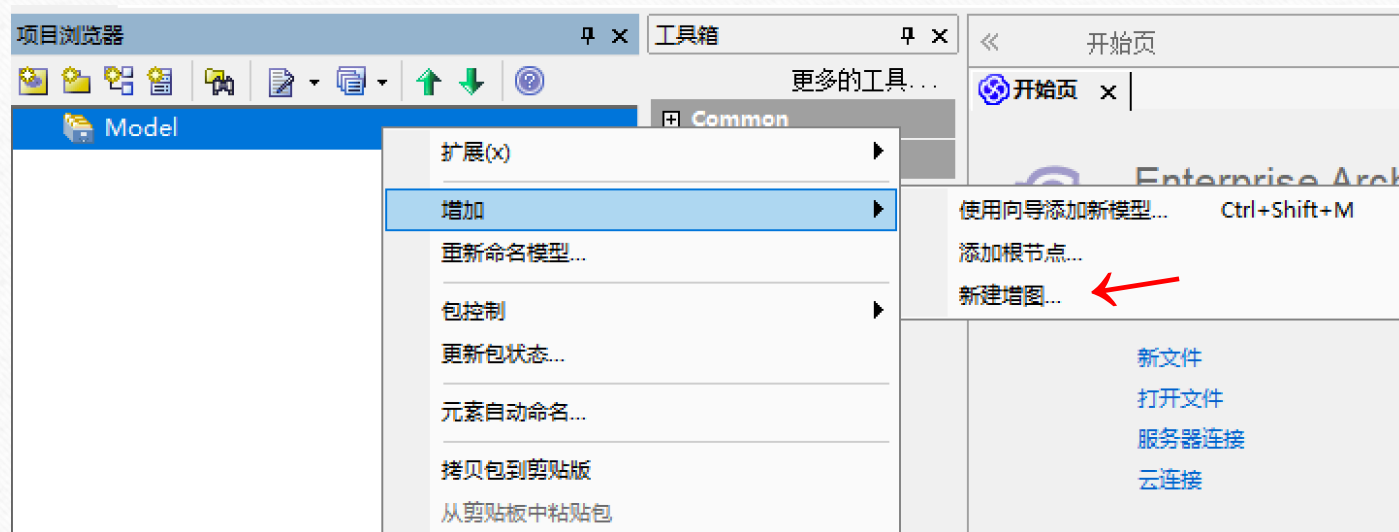 项目浏览器
工具箱
开始页
更多的工具...
开始页
Model
Common
扩展(x)
Enterprise Arch
增加
使用向导添加新模型... Ctrl+Shift+M
重新命名模型...
添加根节点...
新建增图...
包控制
更新包状态...
新文件
打开文件
元素自动命名...
服务器连接
拷贝包到剪贴版
云连接
从剪贴板中粘贴包